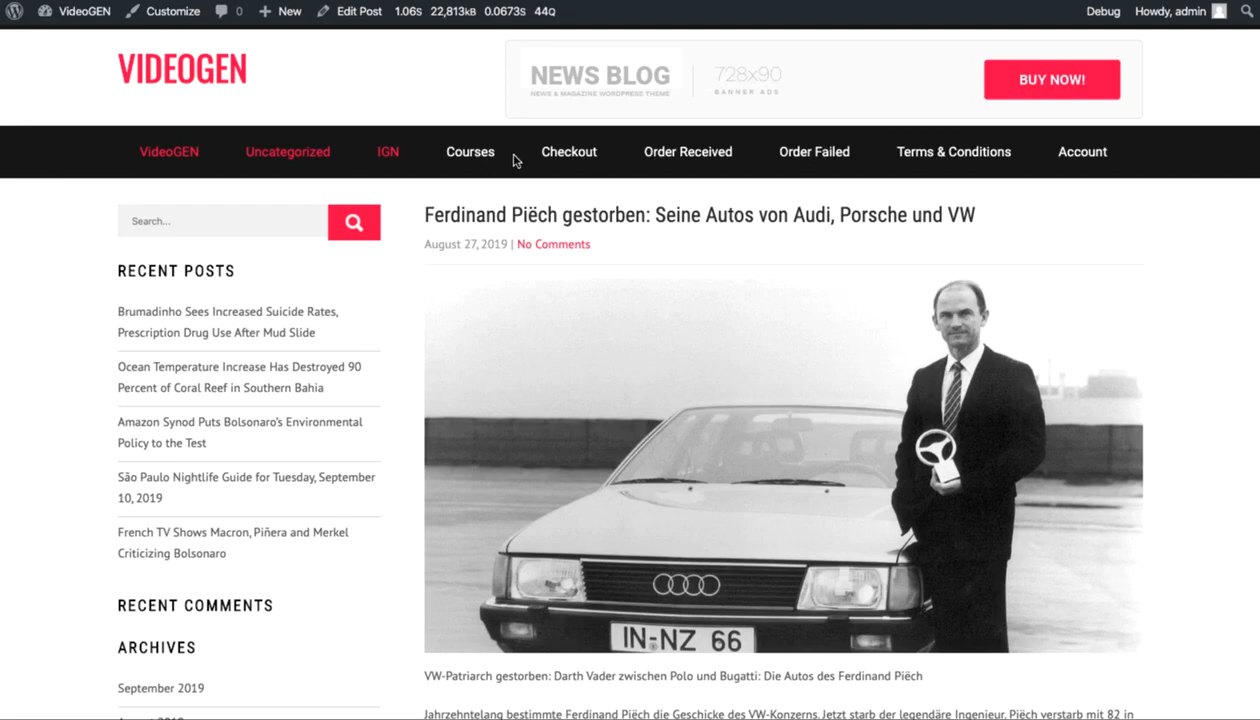 VideoGEN Customize 0 New Edit Post 1.06S 22,813KB 0.0673S 44Q Debug Howdy, admin
VIDEOGEN
NEWS BLOG
NEWS & MAGAZINE WORDPRESS THEME
728x90
BANNER ADS
BUY NOW!
VideoGEN Uncategorized IGN Courses Checkout Order Received Order Failed Terms & Conditions Account
Search...
RECENT POSTS
Brumadinho Sees Increased Suicide Rates,
Prescription Drug Use After Mud Slide
Ocean Temperature Increase Has Destroyed 90
Percent of Coral Reef in Southern Bahia
Amazon Synod Puts Bolsonaro's Environmental
Policy to the Test
São Paulo Nightlife Guide for Tuesday, September
10, 2019
French TV Shows Macron, Piñera and Merkel
Criticizing Bolsonaro
RECENT COMMENTS
ARCHIVES
September 2019
Ferdinand Piëch gestorben: Seine Autos von Audi, Porsche und VW
August 27, 2019 | No Comments
IN-NZ 66
VW-Patriarch gestorben: Darth Vader zwischen Polo und Bugatti: Die Autos des Ferdinand Piëch
Jahrzehntelang bestimmte Ferdinand Piëch die Geschicke des VW-Konzerns. Jetzt starb der legendäre Ingenieur. Piëch verstarb mit 82 in